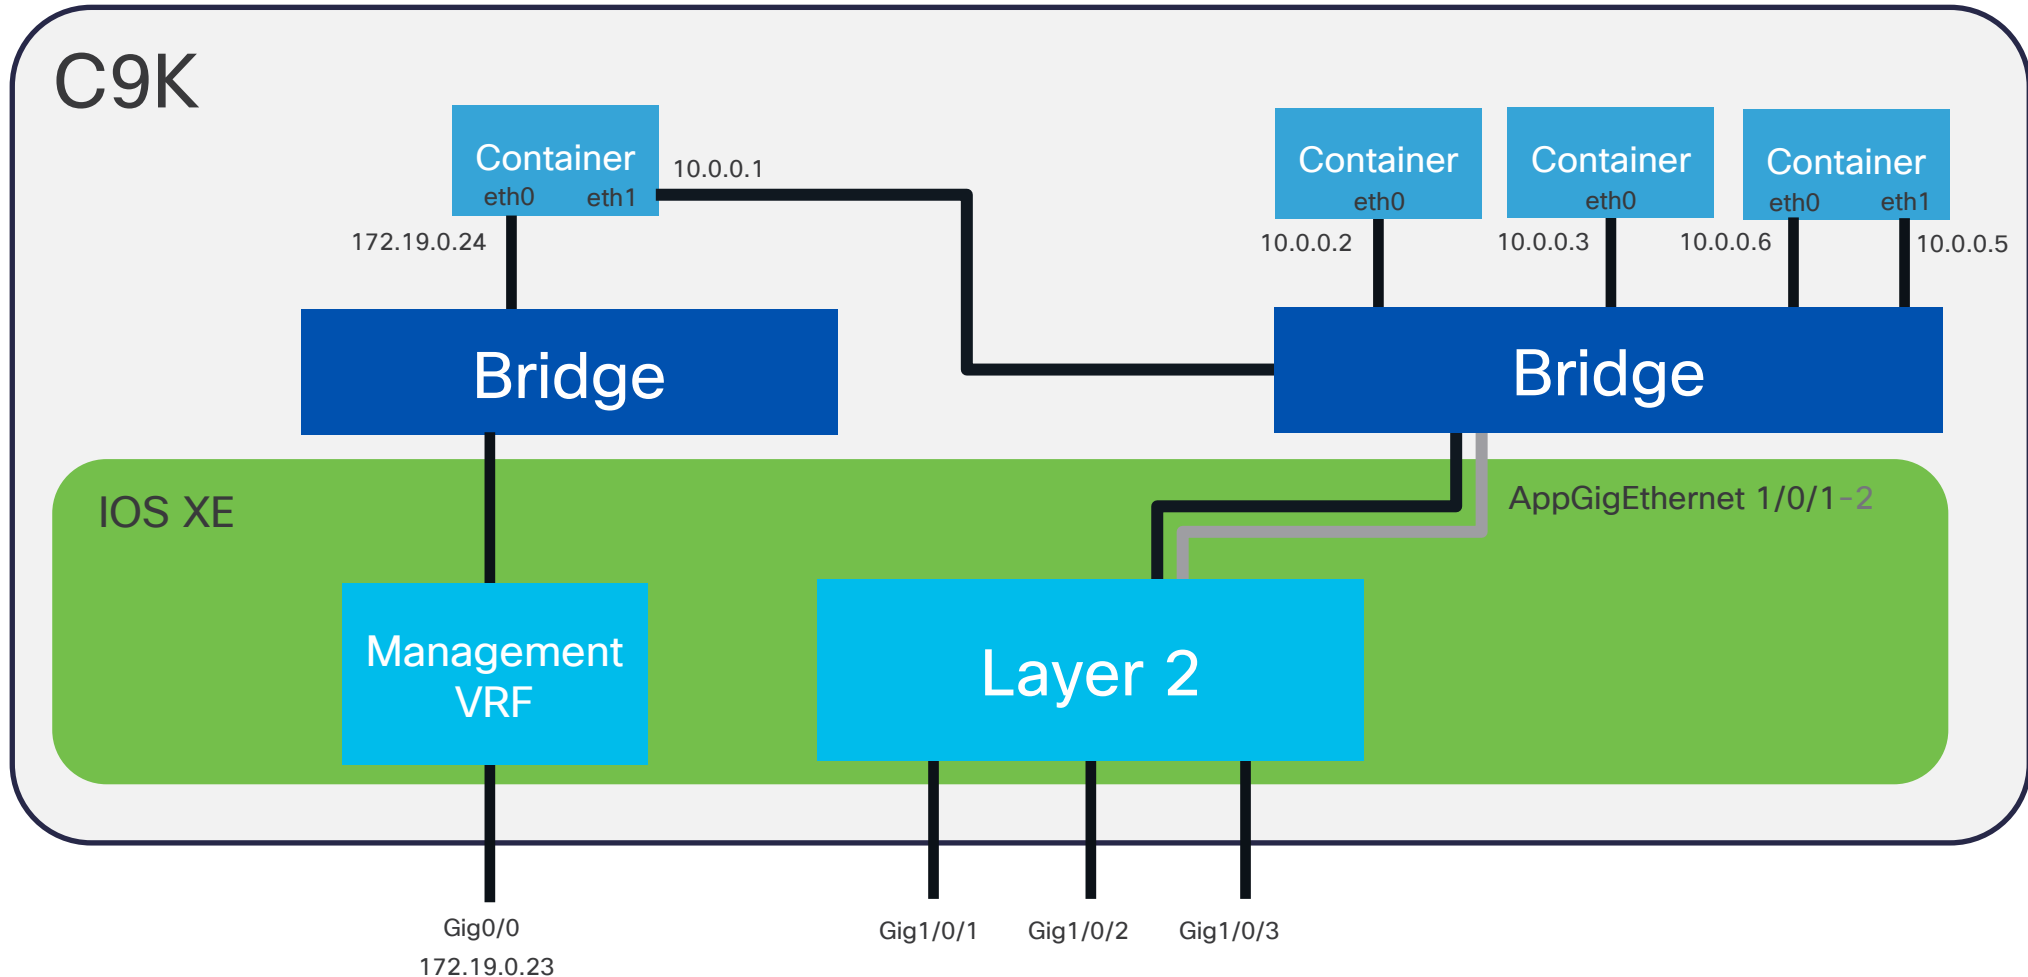 C9K
Container
eth0 eth1
10.0.0.1
172.19.0.24
Container
eth0
10.0.0.2
Container
eth0
10.0.0.3
Container
eth0 eth1
10.0.0.6
10.0.0.5
Bridge
Bridge
IOS XE
AppGigEthernet 1/0/1-2
Management
VRF
Layer 2
Gig0/0
172.19.0.23
Gig1/0/1
Gig1/0/2
Gig1/0/3